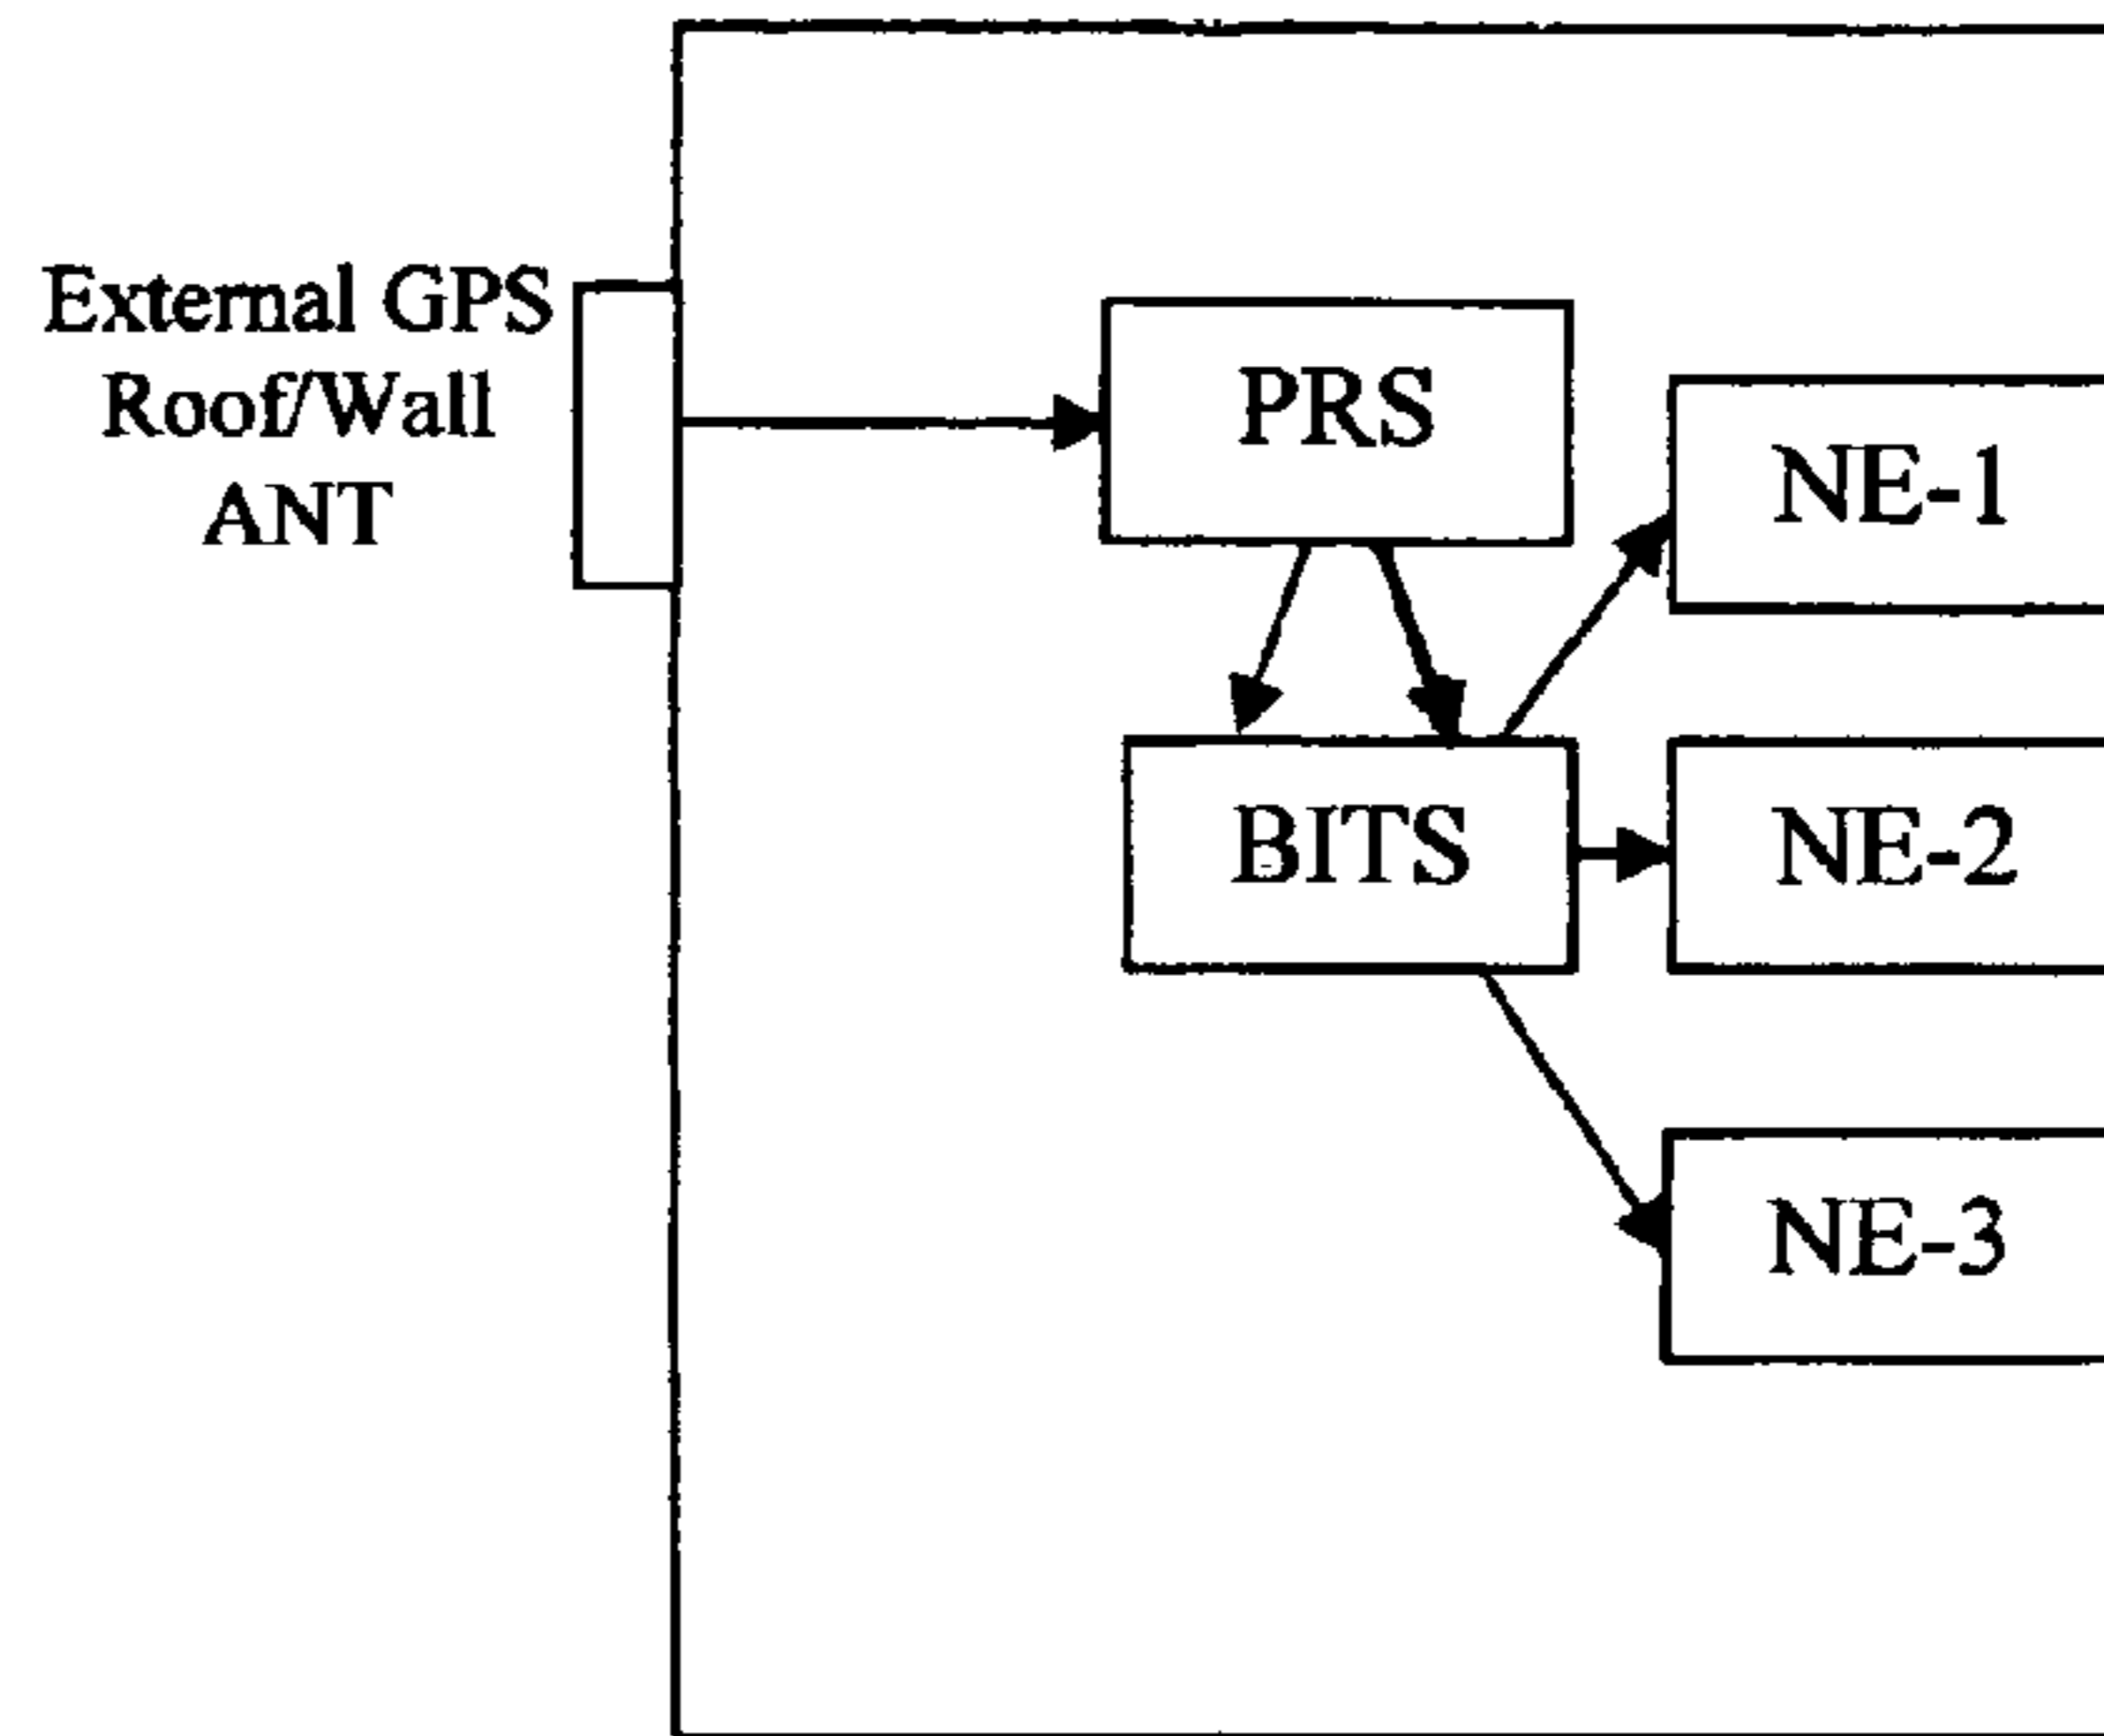 External GPS
Roof/Wall
ANT
PRS
NE-1
BITS
NE-2
NE-3